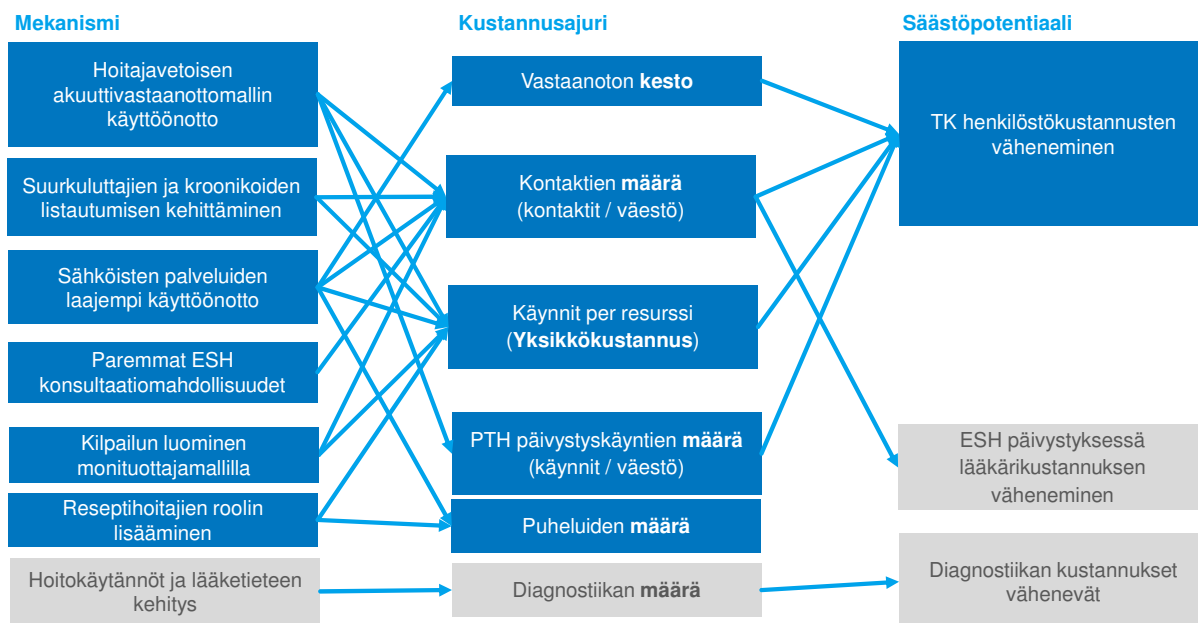 Mekanismi
Hoitajavetoisen
akuuttivastaanottomallin
käyttöönotto
Suurkuluttajien ja kroonikoiden
listautumisen kehittäminen
Sähköisten palveluiden
laajempi käyttöönotto
Paremmat ESH
konsultaatiomahdollisuudet
Kilpailun luominen
monituottajamallilla
Reseptihoitajien roolin
lisääminen
Hoitokäytännöt ja lääketieteen
kehitys
Kustannusajuri
Vastaanoton kesto
Kontaktien määrä
(kontaktit / väestö)
Käynnit per resurssi
(Yksikkökustannus)
PTH päivystyskäyntien määrä
(käynnit / väestö)
Puheluiden määrä
Diagnostiikan määrä
Säästöpotentiaali
TK henkilöstökustannusten
väheneminen
ESH päivystyksessä
lääkärikustannuksen
väheneminen
Diagnostiikan kustannukset
vähenevät